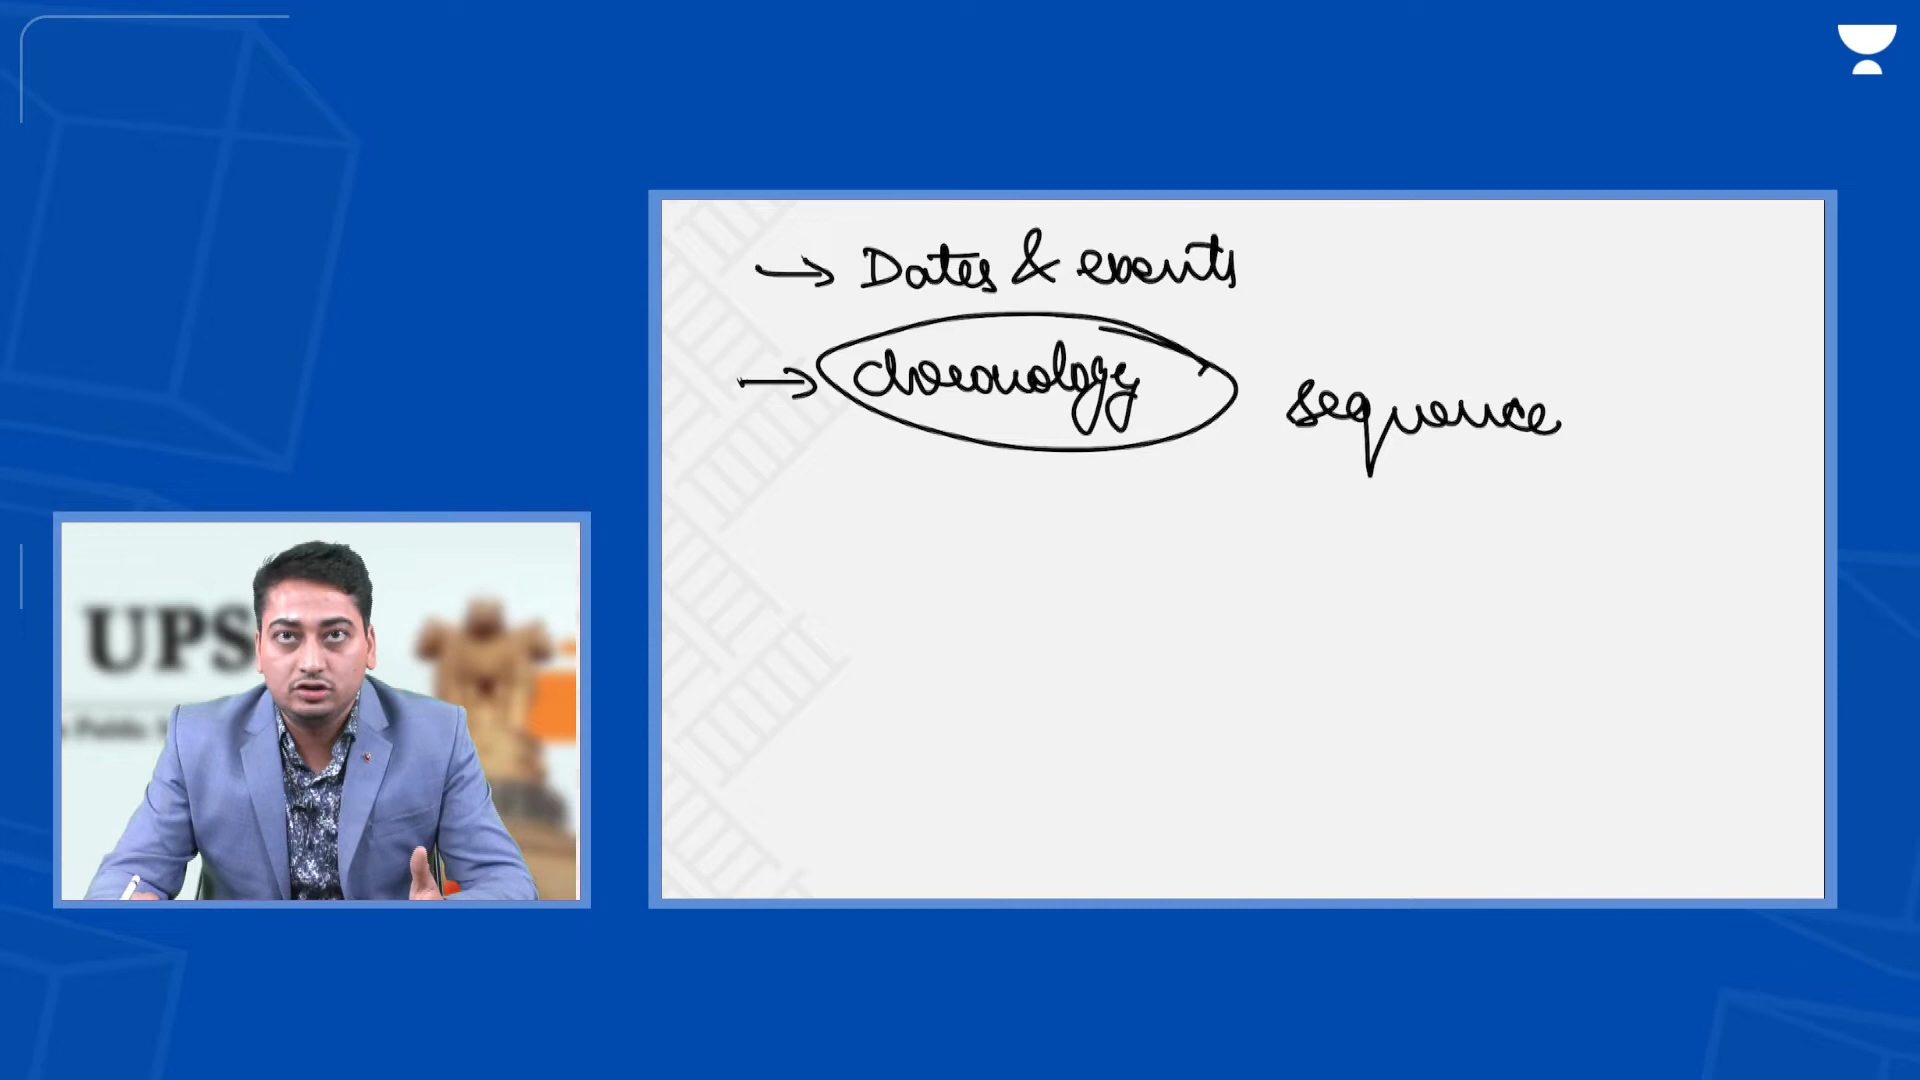 → Dates & events
→ chronology sequence
UPS